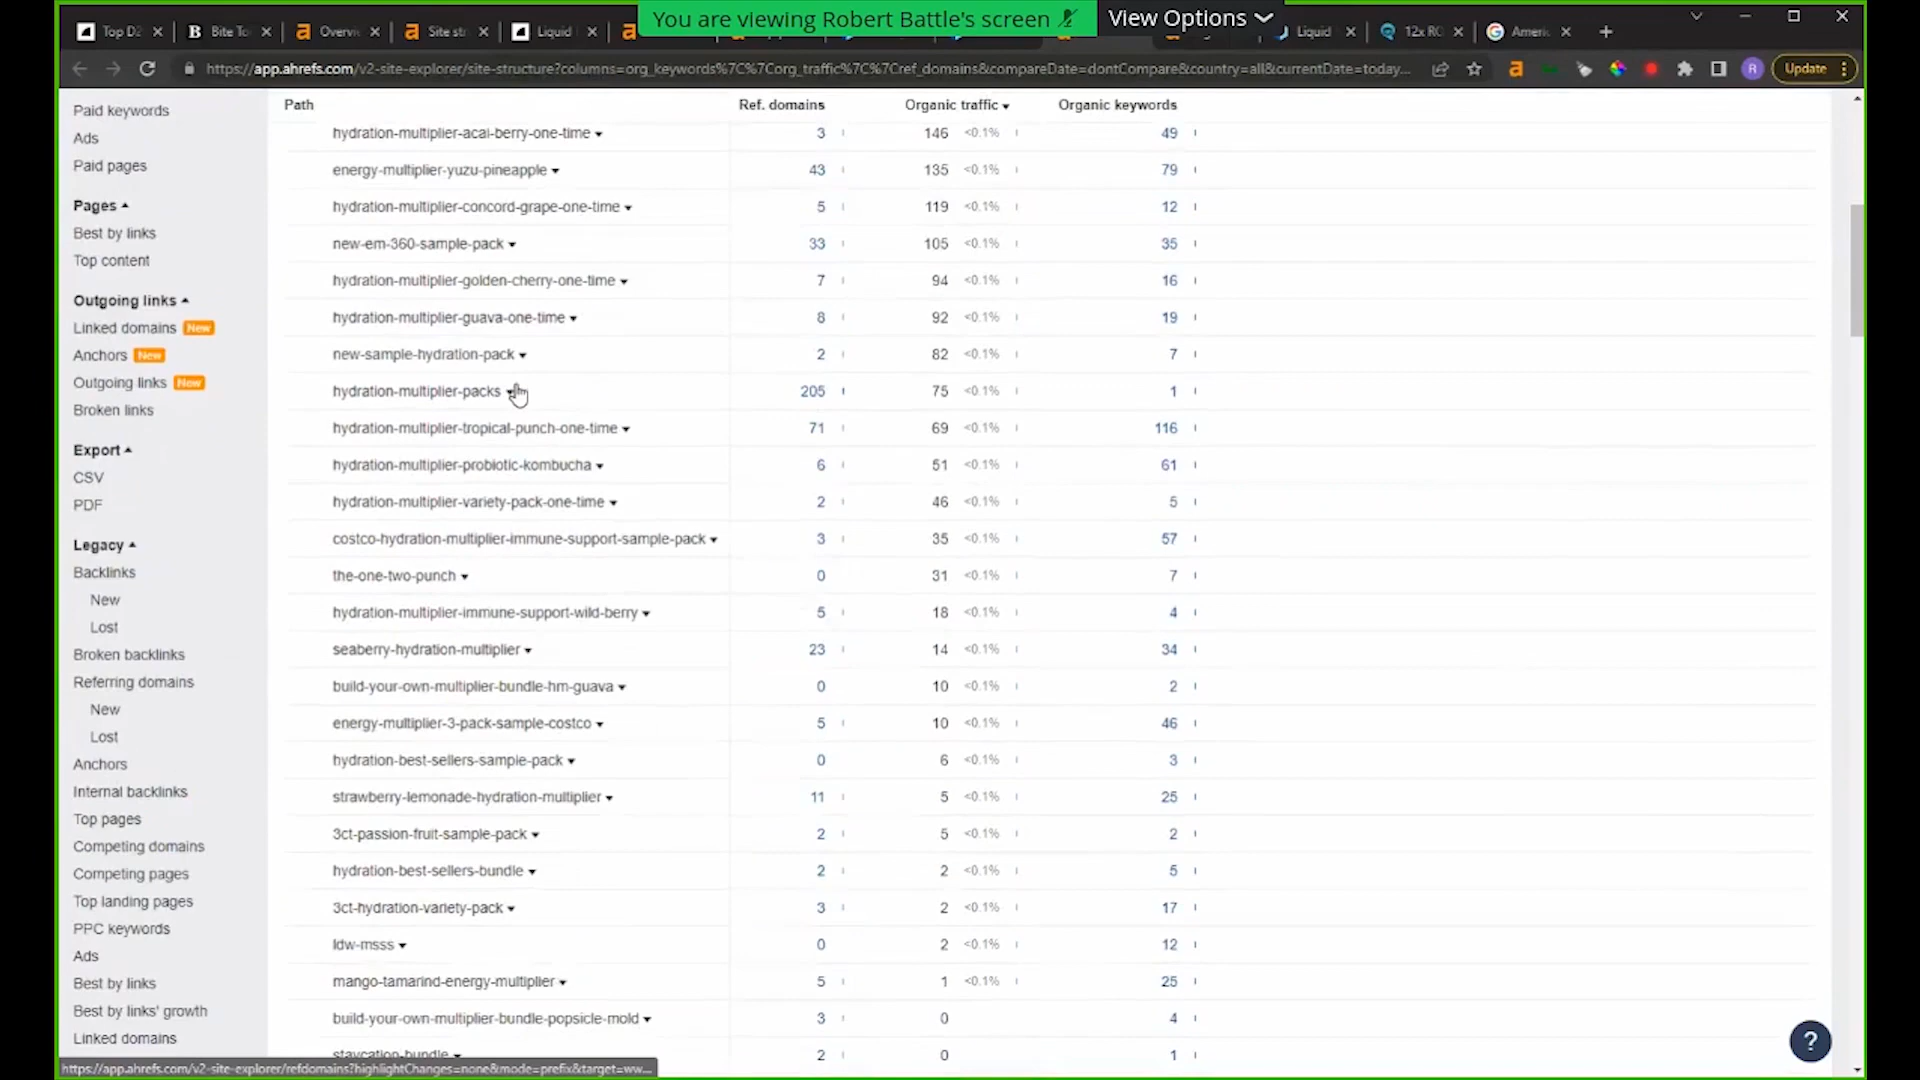 You are viewing Robert Battle's screen
View Options
Top D2
Bite To
Overvi
Site st
Liquid
Liquid
12x RO
Ameri
https://app.ahrefs.com/v2-site-explorer/site-structure?columns=org_keywords%7C%7Corg_traffic%7C%7Cref_domains&compareDate=dontCompare&country=all&currentDate=today...
R
Update
Paid keywords
Ads
Paid pages
Pages
Best by links
Top content
Outgoing links
Linked domains New
Anchors New
Outgoing links New
Broken links
Export
CSV
PDF
Legacy
Backlinks
New
Lost
Broken backlinks
Referring domains
New
Lost
Anchors
Internal backlinks
Top pages
Competing domains
Competing pages
Top landing pages
PPC keywords
Ads
Best by links
Best by links' growth
Linked domains
Path Ref. domains Organic traffic Organic keywords
hydration-multiplier-acai-berry-one-time 3 146 <0.1% 49
energy-multiplier-yuzu-pineapple 43 135 <0.1% 79
hydration-multiplier-concord-grape-one-time 5 119 <0.1% 12
new-em-360-sample-pack 33 105 <0.1% 35
hydration-multiplier-golden-cherry-one-time 7 94 <0.1% 16
hydration-multiplier-guava-one-time 8 92 <0.1% 19
new-sample-hydration-pack 2 82 <0.1% 7
hydration-multiplier-packs 205 75 <0.1% 1
hydration-multiplier-tropical-punch-one-time 71 69 <0.1% 116
hydration-multiplier-probiotic-kombucha 6 51 <0.1% 61
hydration-multiplier-variety-pack-one-time 2 46 <0.1% 5
costco-hydration-multiplier-immune-support-sample-pack 3 35 <0.1% 57
the-one-two-punch 0 31 <0.1% 7
hydration-multiplier-immune-support-wild-berry 5 18 <0.1% 4
seaberry-hydration-multiplier 23 14 <0.1% 34
build-your-own-multiplier-bundle-hm-guava 0 10 <0.1% 2
energy-multiplier-3-pack-sample-costco 5 10 <0.1% 46
hydration-best-sellers-sample-pack 0 6 <0.1% 3
strawberry-lemonade-hydration-multiplier 11 5 <0.1% 25
3ct-passion-fruit-sample-pack 2 5 <0.1% 2
hydration-best-sellers-bundle 2 2 <0.1% 5
3ct-hydration-variety-pack 3 2 <0.1% 17
ldw-msss 0 2 <0.1% 12
mango-tamarind-energy-multiplier 5 1 <0.1% 25
build-your-own-multiplier-bundle-popsicle-mold 3 0 4
staycation-bundle 2 0 1
?
https://app.ahrefs.com/v2-site-explorer/refdomains?highlightChanges=none&mode=prefix&target=ww...